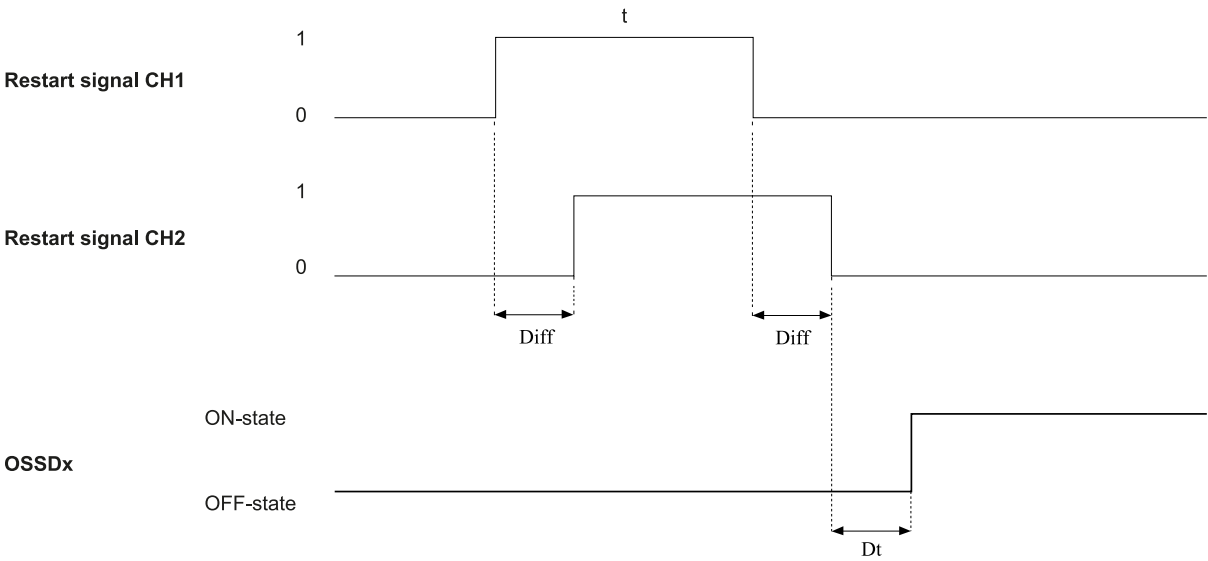 t
1
Restart signal CH1
0
1
Restart signal CH2
0
Diff
Diff
ON-state
OSSDx
OFF-state
Dt